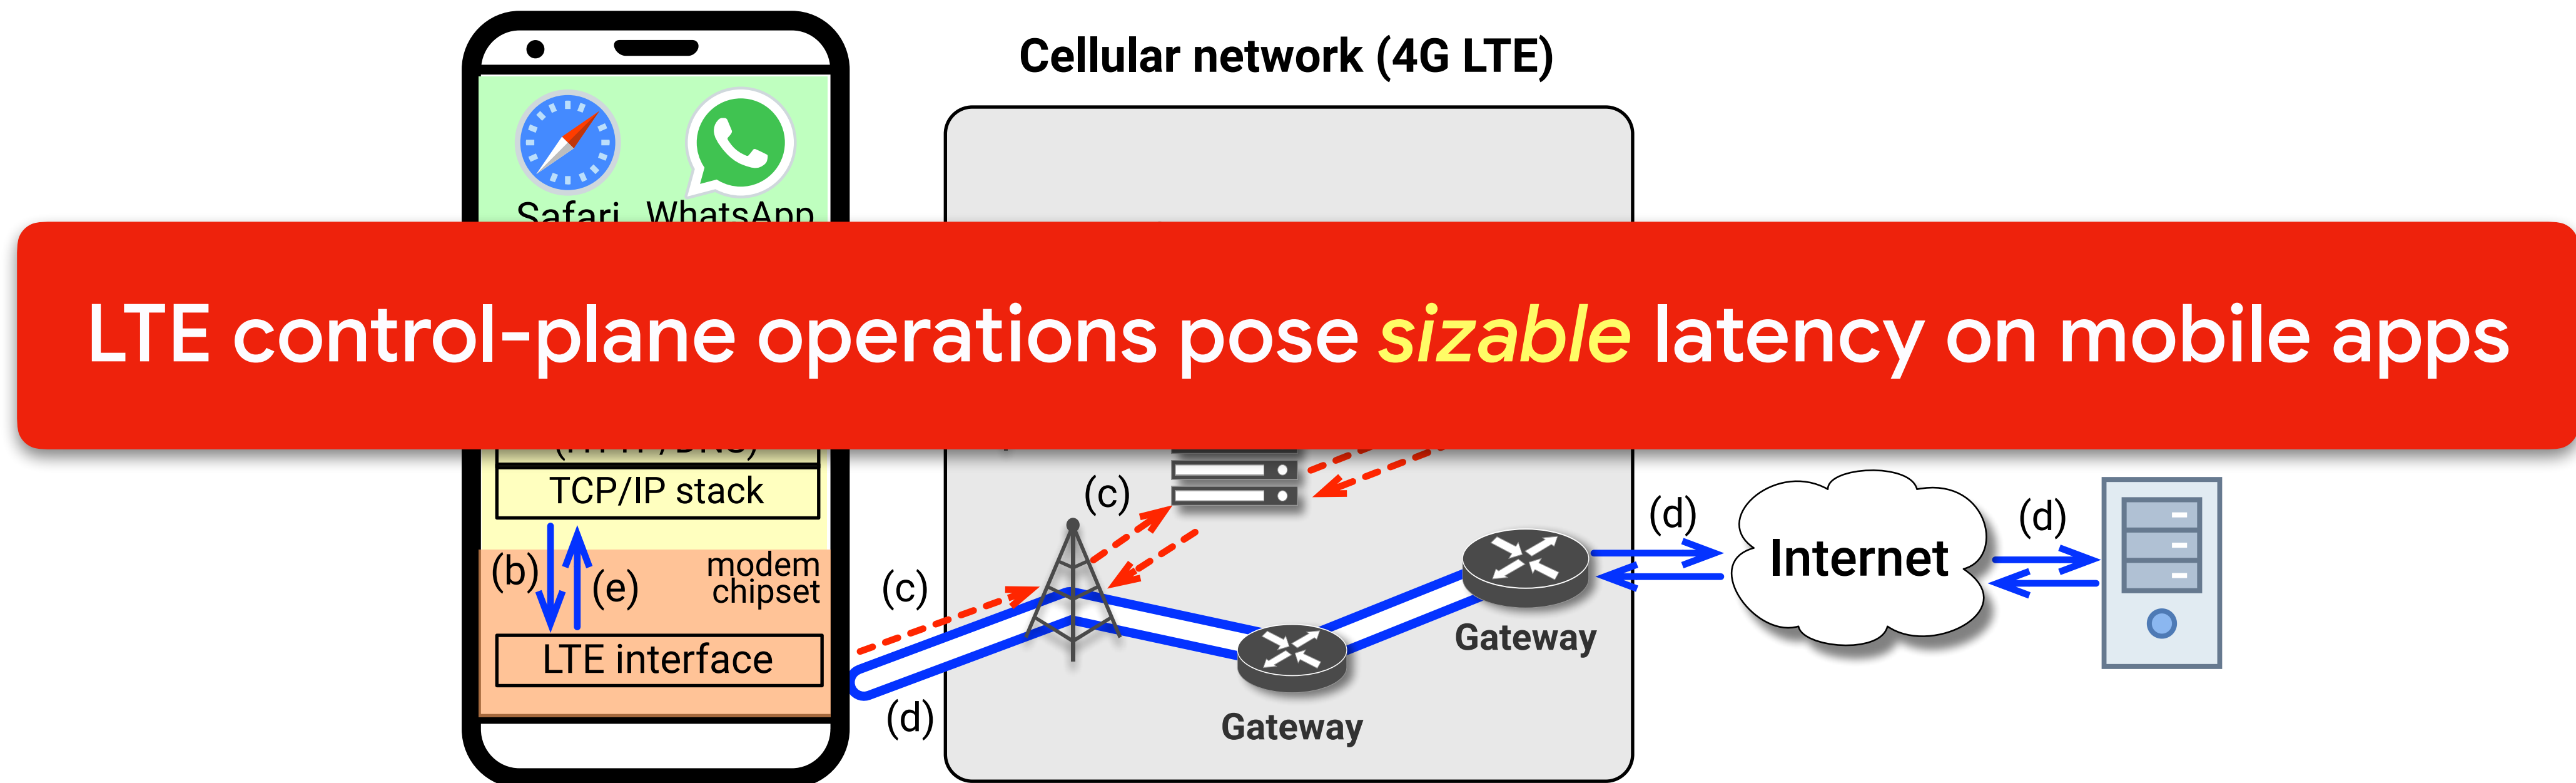 Cellular network (4G LTE)
Safari WhatsApp
LTE control-plane operations pose sizable latency on mobile apps
TCP/IP stack
(c)
(d)
(d)
Internet
(b)
(e)
modem
chipset
(c)
Gateway
LTE interface
(d)
Gateway